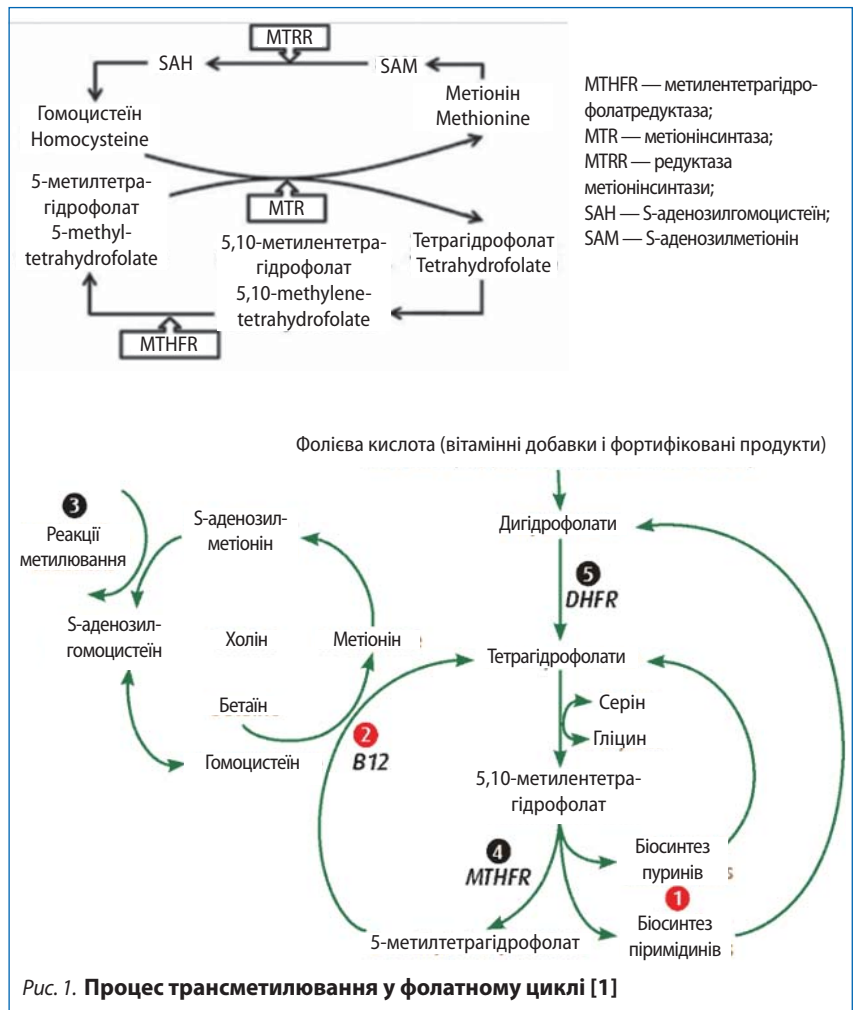 MTRR
SAH
SAM
Гомоцистеїн
Homocysteine
Метіонін
Methionine
5-метилтетра-
гідрофолат
5-methyl-
tetrahydrofolate
MTR
5,10-метилентетра-
гідрофолат
5,10-methylene-
tetrahydrofolate
Тетрагідрофолат
Tetrahydrofolate
MTHFR
MTHFR — метилентетрагідро-
фолатредуктаза;
MTR — метіонінсинтаза;
MTRR — редуктаза
метіонінсинтази;
SAH — S-аденозилгомоцистеїн;
SAM — S-аденозилметіонін
Фолієва кислота (вітамінні добавки і фортифіковані продукти)
3
Реакції
метилювання
S-аденозил-
метіонін
Дигідрофолати
5
DHFR
S-аденозил-
гомоцистеїн
Холін
Метіонін
Тетрагідрофолати
Бетаїн
Серін
Гліцин
2
B12
Гомоцистеїн
5,10-метилентетра-
гідрофолат
4
MTHFR
Біосинтез
пуринів
1
Біосинтез
піримідинів
5-метилтетрагідрофолат
Рис. 1. Процес трансметилювання у фолатному циклі [1]